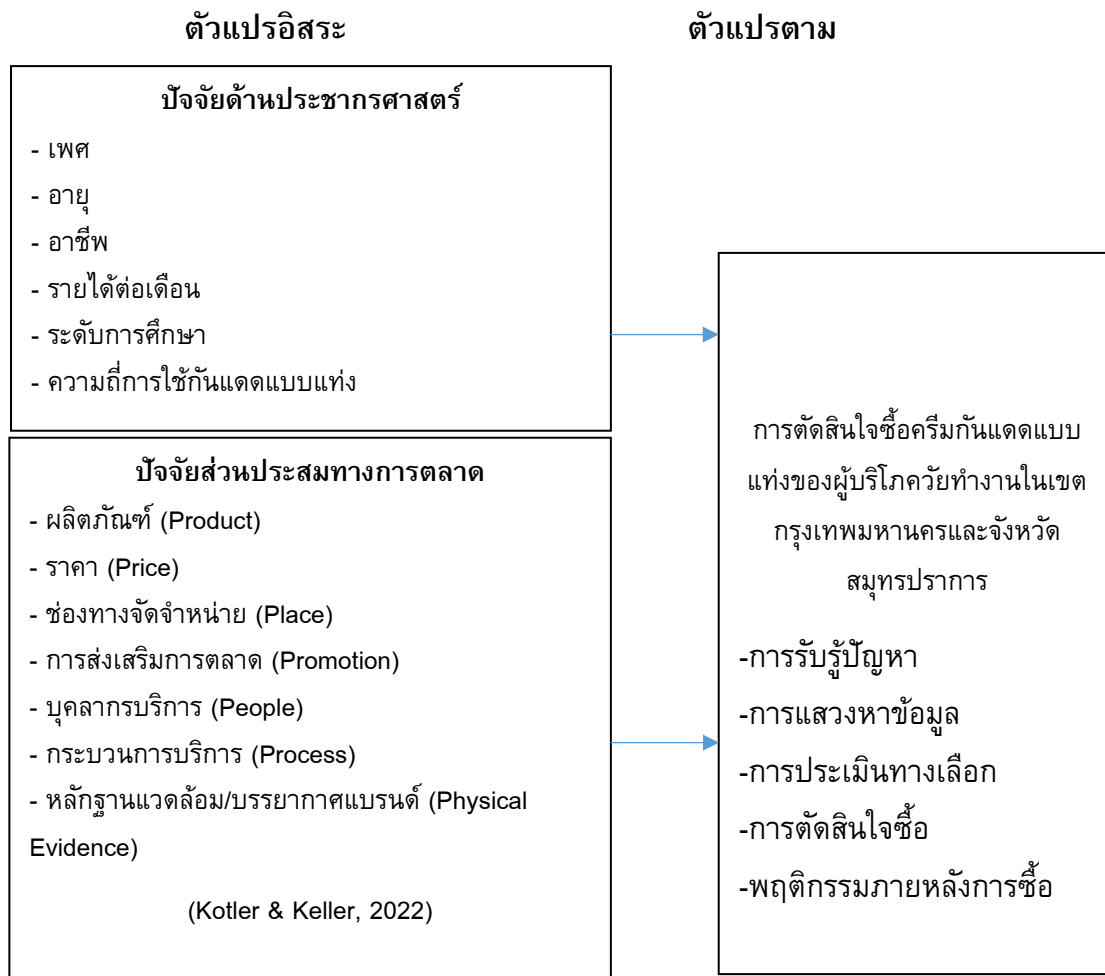 ตัวแปรอิสระ
ตัวแปรตาม
ปัจจัยด้านประชากรศาสตร์
- เพศ
- อายุ
- อาชีพ
- รายได้ต่อเดือน
- ระดับการศึกษา
- ความถี่การใช้กันแดดแบบแท่ง
ปัจจัยส่วนประสมทางการตลาด
- ผลิตภัณฑ์ (Product)
- ราคา (Price)
- ช่องทางจัดจำหน่าย (Place)
- การส่งเสริมการตลาด (Promotion)
- บุคลากรบริการ (People)
- กระบวนการบริการ (Process)
- หลักฐานแวดล้อม/บรรยากาศแบรนด์ (Physical
Evidence)
(Kotler & Keller, 2022)
การตัดสินใจซื้อครีมกันแดดแบบ
แท่งของผู้บริโภควัยทำงานในเขต
กรุงเทพมหานครและจังหวัด
สมุทรปราการ
-การรับรู้ปัญหา
-การแสวงหาข้อมูล
-การประเมินทางเลือก
-การตัดสินใจซื้อ
-พฤติกรรมภายหลังการซื้อ